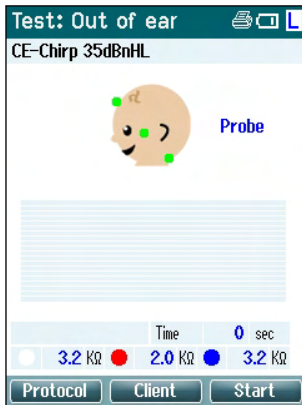 Test: Out of ear L
CE-Chirp 35dBnHL
Probe
Time 0 sec
3.2 KΩ 2.0 KΩ 3.2 KΩ
Protocol Client Start